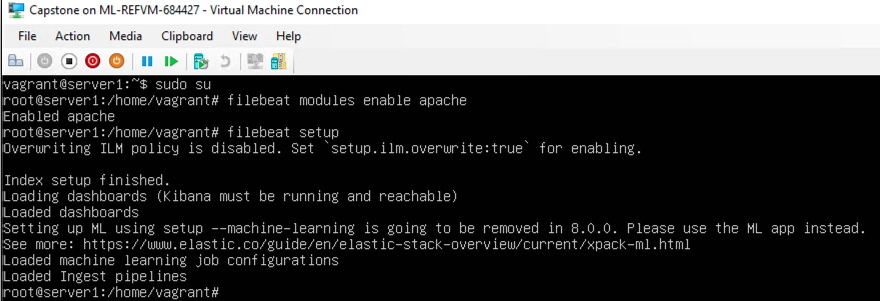 Capstone on ML-REFVM-684427 - Virtual Machine Connection
File Action Media Clipboard View Help
vagrant@server1:~$ sudo su
root@server1:/home/vagrant# filebeat modules enable apache
Enabled apache
root@server1:/home/vagrant# filebeat setup
Overwriting ILM policy is disabled. Set `setup.ilm.overwrite:true` for enabling.
Index setup finished.
Loading dashboards (Kibana must be running and reachable)
Loaded dashboards
Setting up ML using setup --machine-learning is going to be removed in 8.0.0. Please use the ML app instead.
See more: https://www.elastic.co/guide/en/elastic-stack-overview/current/xpack-ml.html
Loaded machine learning job configurations
Loaded Ingest pipelines
root@server1:/home/vagrant#